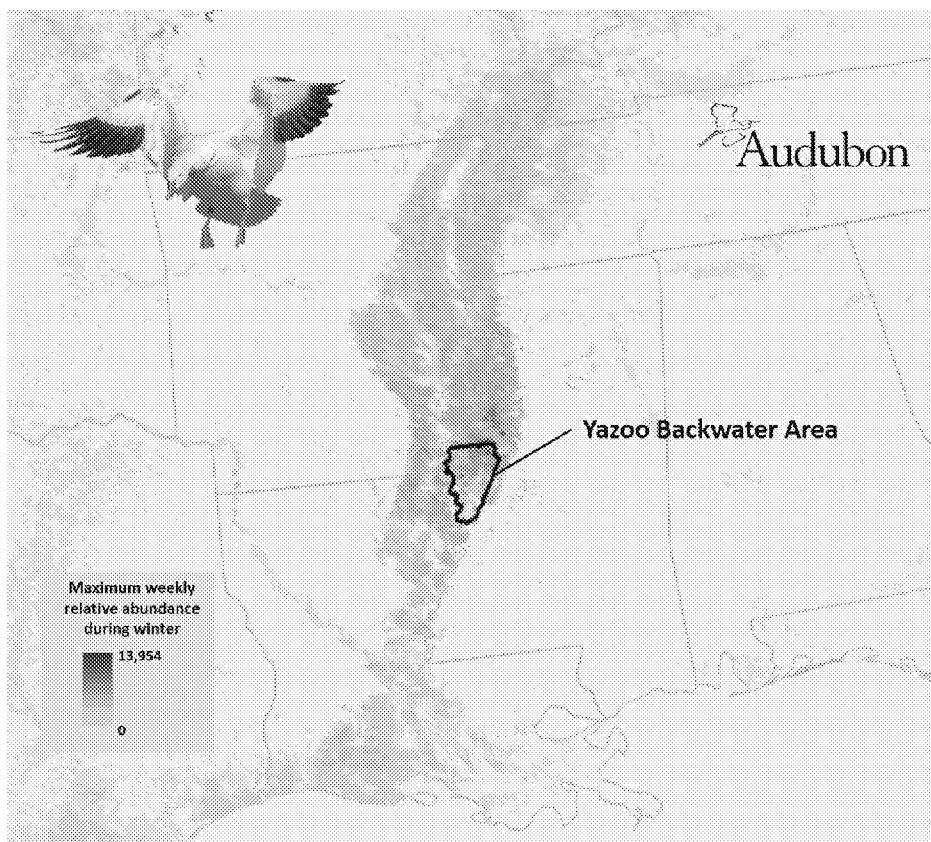 Audubon
Yazoo Backwater Area
Maximum weekly
relative abundance
during winter
13,954
0